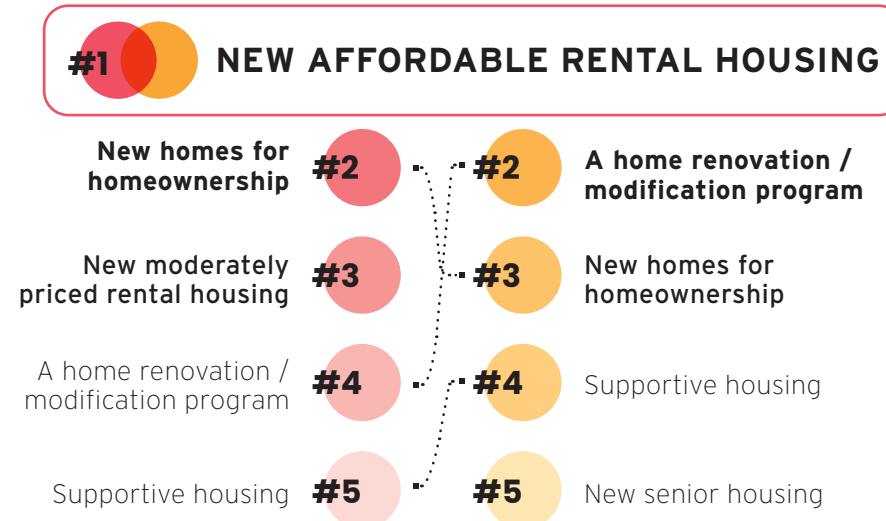 #1 NEW AFFORDABLE RENTAL HOUSING
New homes for
homeownership
#2
#2
A home renovation /
modification program
New moderately
priced rental housing
#3
#3
New homes for
homeownership
A home renovation /
modification program
#4
#4
Supportive housing
Supportive housing
#5
#5
New senior housing